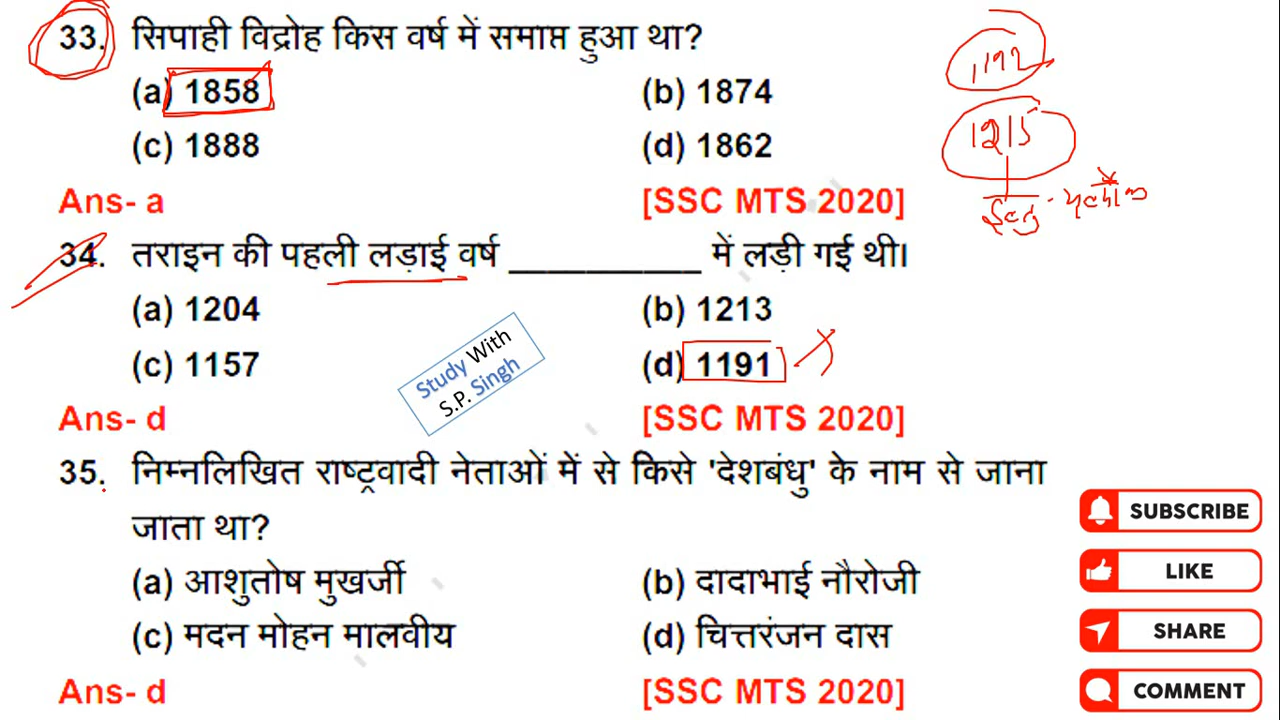 33. सिपाही विद्रोह किस वर्ष में समाप्त हुआ था?
(a) 1858 (b) 1874
(c) 1888 (d) 1862
Ans- a [SSC MTS 2020]
34. तराइन की पहली लड़ाई वर्ष __________ में लड़ी गई थी।
(a) 1204 (b) 1213
(c) 1157 (d) 1191
Ans- d [SSC MTS 2020]
35. निम्नलिखित राष्ट्रवादी नेताओं में से किसे 'देशबंधु' के नाम से जाना
जाता था?
(a) आशुतोष मुखर्जी (b) दादाभाई नौरोजी
(c) मदन मोहन मालवीय (d) चित्तरंजन दास
Ans- d [SSC MTS 2020]
1192
1215
Study With
S.P. Singh
SUBSCRIBE
LIKE
SHARE
COMMENT